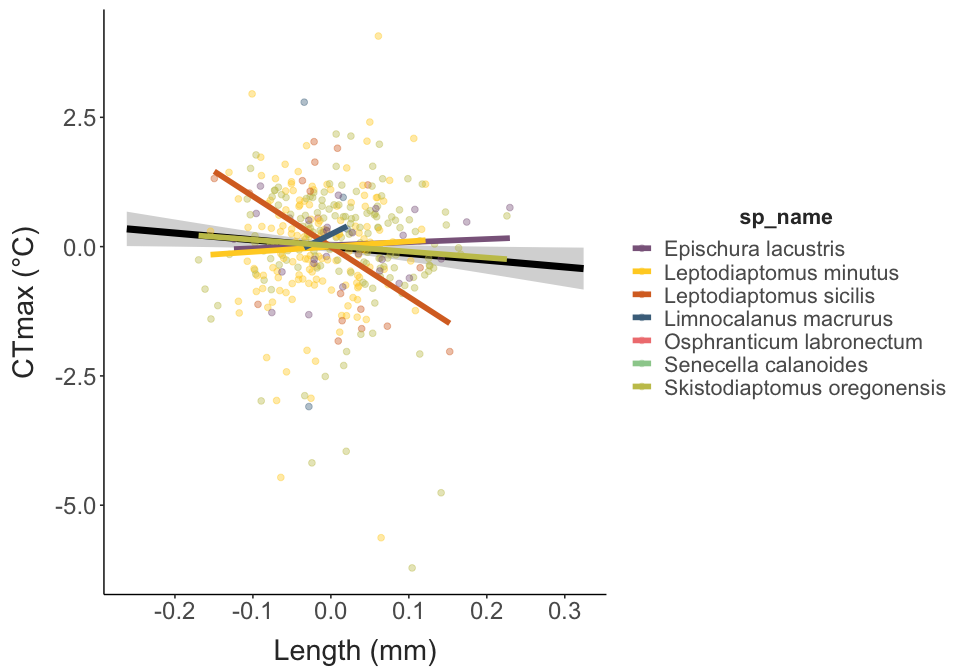 CTmax (°C)
2.5
0.0
-2.5
-5.0
-0.2 -0.1 0.0 0.1 0.2 0.3
Length (mm)
sp_name
Epischura lacustris
Leptodiaptomus minutus
Leptodiaptomus sicilis
Limnocalanus macrurus
Osphranticum labronectum
Senecella calanoides
Skistodiaptomus oregonensis